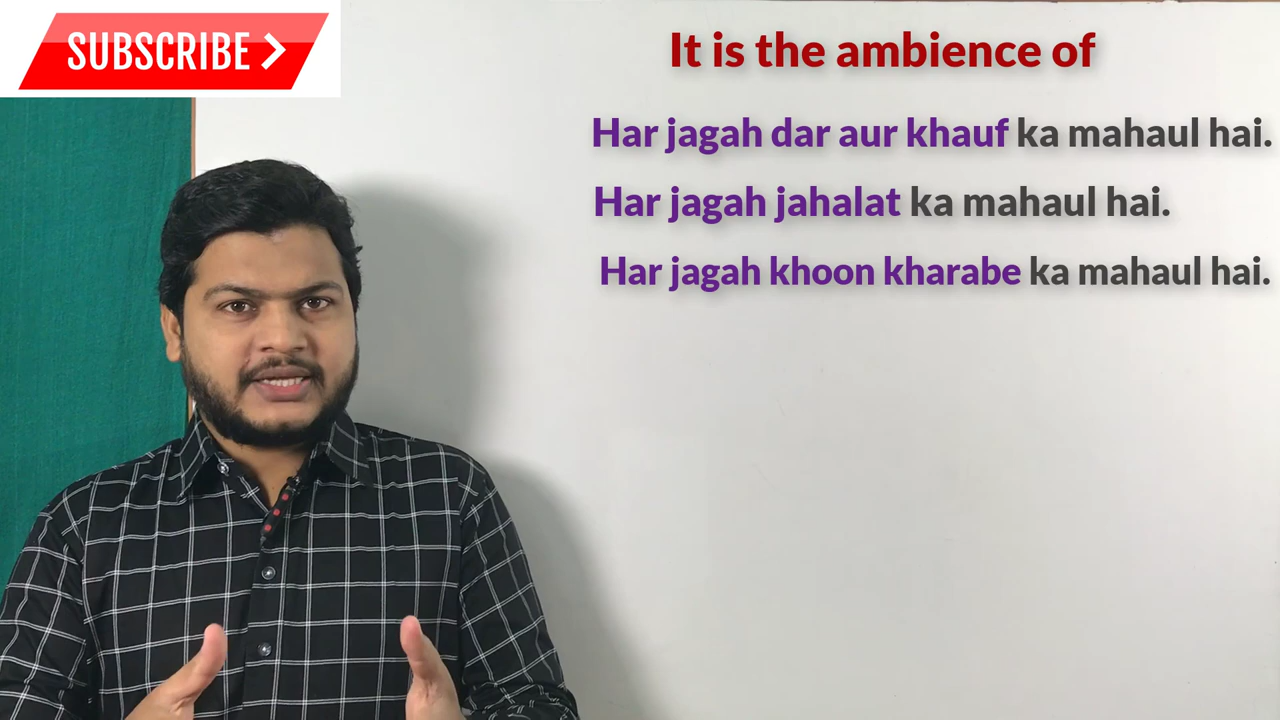 SUBSCRIBE
It is the ambience of
Har jagah dar aur khauf ka mahaul hai.
Har jagah jahalat ka mahaul hai.
Har jagah khoon kharabe ka mahaul hai.